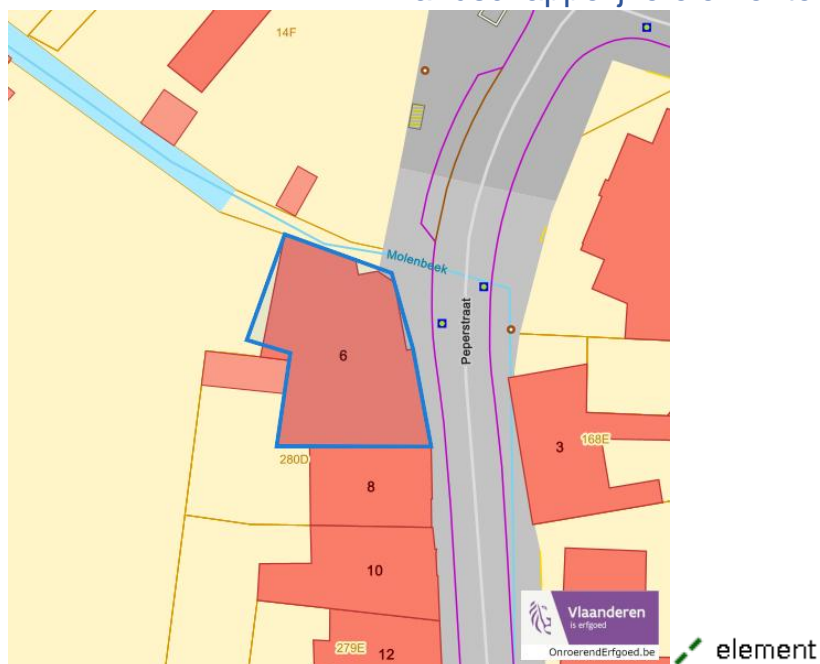 14F
Molenbeek
Peperstraat
6
3
168E
280D
8
10
279E
12
Vlaanderen
is erfgoed
OnroerendErfgoed.be
element